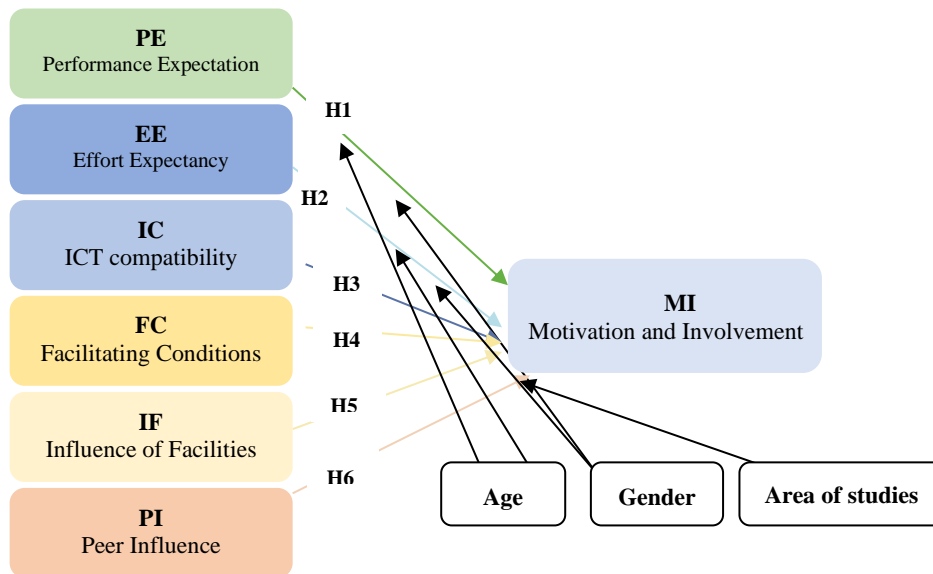 PE
Performance Expectation
H1
EE
Effort Expectancy
H2
IC
ICT compatibility
H3
MI
Motivation and Involvement
FC
Facilitating Conditions
H4
IF
Influence of Facilities
H5
H6
PI
Peer Influence
Age
Gender
Area of studies